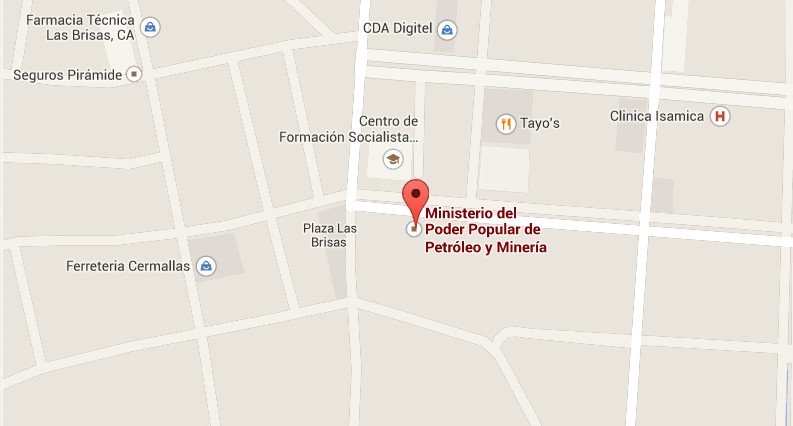 Farmacia Técnica
Las Brisas, CA
CDA Digitel
Seguros Pirámide
Centro de
Formación Socialista...
Tayo's
Clinica Isamica
H
Ministerio del
Poder Popular de
Petróleo y Minería
Plaza Las
Brisas
Ferreteria Cermallas